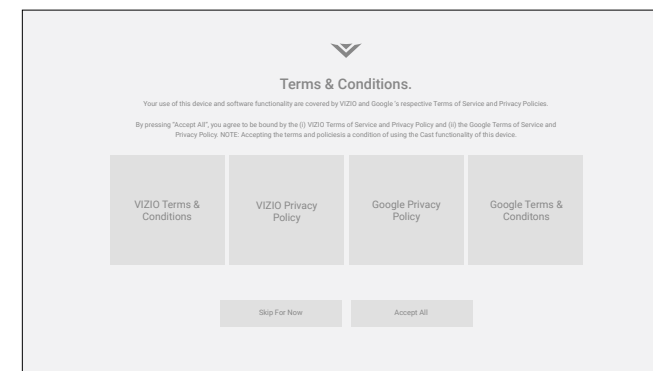 Terms & Conditions.
Your use of this device and software functionality are covered by VIZIO and Google 's respective Terms of Service and Privacy Policies.
By pressing "Accept All", you agree to be bound by the (i) VIZIO Terms of Service and Privacy Policy and (ii) the Google Terms of Service and
Privacy Policy. NOTE: Accepting the terms and policiesis a condition of using the Cast functionality of this device.
VIZIO Terms &
Conditions
VIZIO Privacy
Policy
Google Privacy
Policy
Google Terms &
Conditons
Skip For Now
Accept All